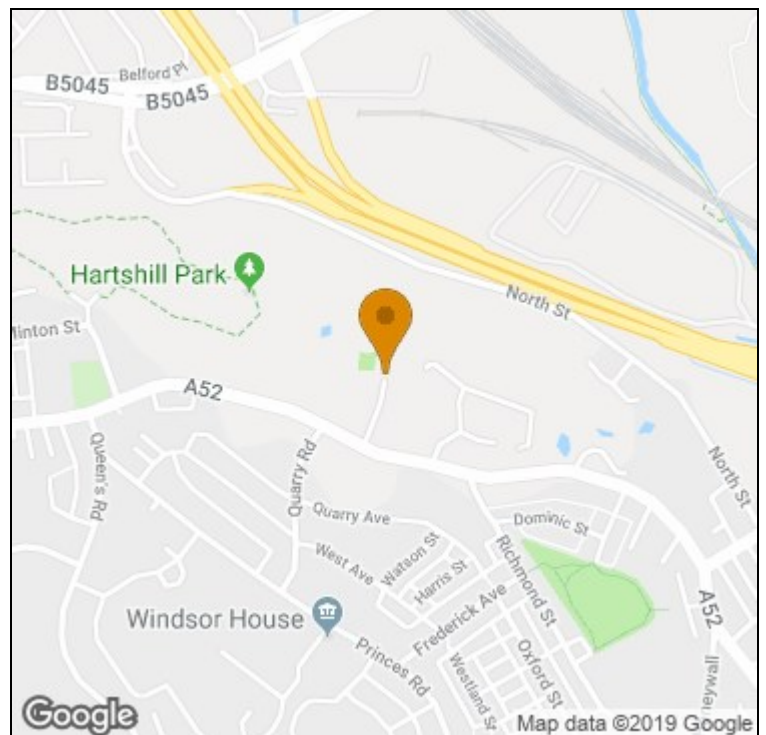 Belford Pl
B5045
B5045
Hartshill Park
North St
Minton St
A52
Queen's Rd
Quarry Rd
North St
Quarry Ave
Dominic St
West Ave
Watson St
Harris St
Richmond St
A52
Windsor House
Frederick Ave
Princes Rd
Oxford St
Westland St
Google
Map data ©2019 Google